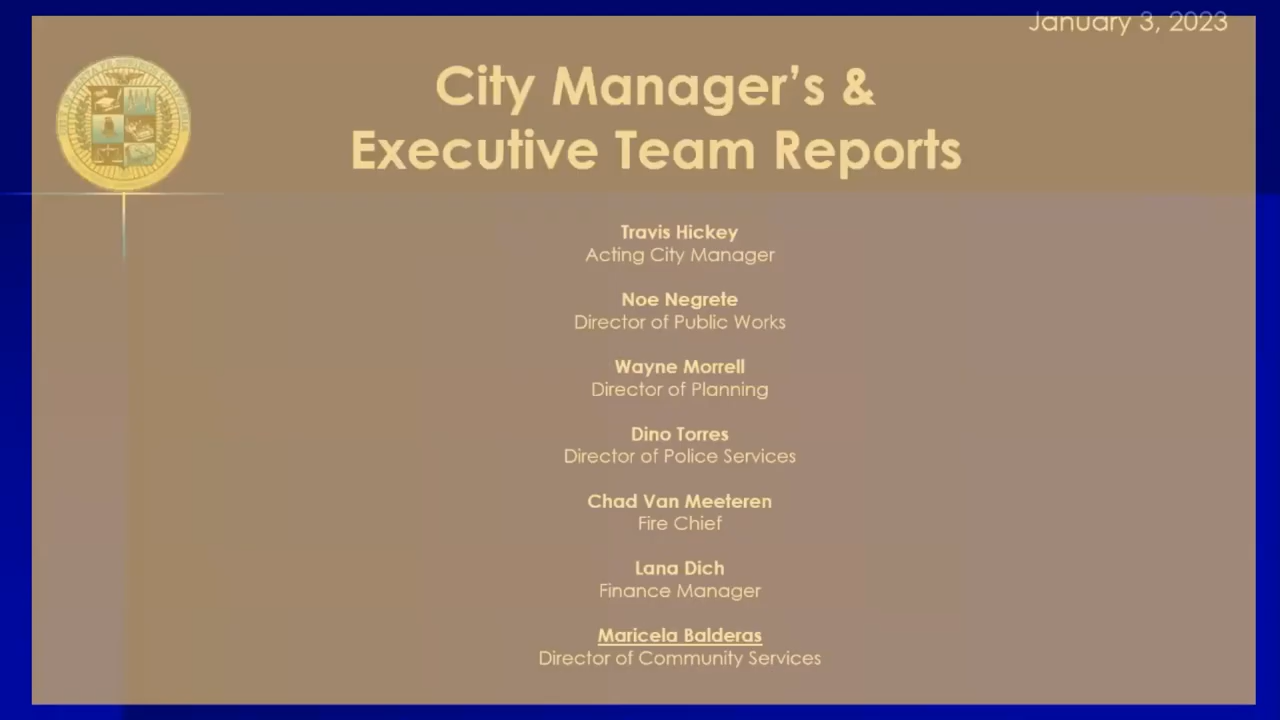 January 3, 2023
City Manager's &
Executive Team Reports
Travis Hickey
Acting City Manager
Noe Negrete
Director of Public Works
Wayne Morrell
Director of Planning
Dino Torres
Director of Police Services
Chad Van Meeteren
Fire Chief
Lana Dich
Finance Manager
Maricela Balderas
Director of Community Services